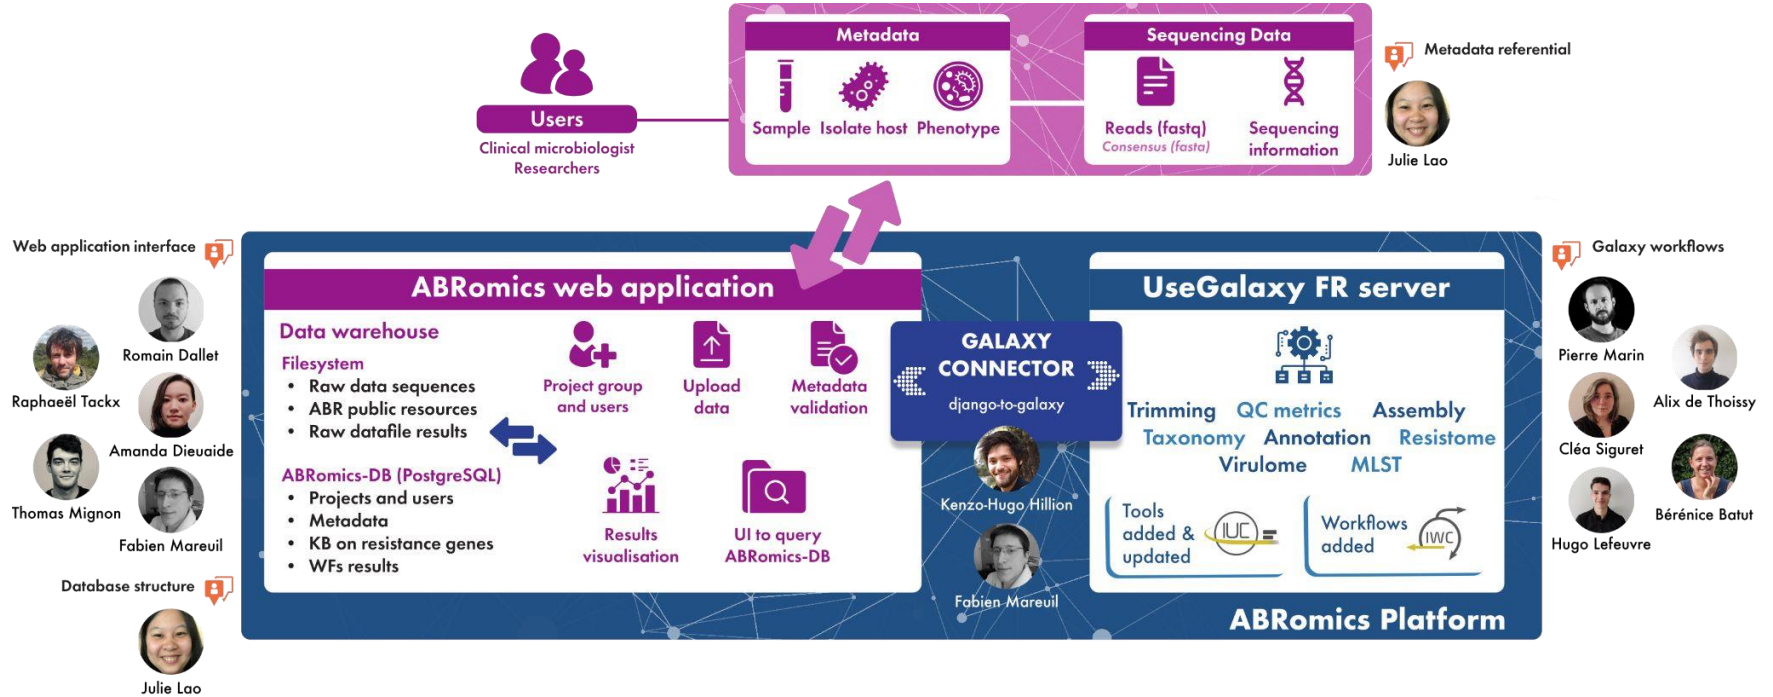 Metadata
Sample
Isolate host
Phenotype
Sequencing Data
Reads (fastq)
Consensus (fasta)
Sequencing
information
Metadata referential
Julie Lao
Users
Clinical microbiologist
Researchers
Web application interface
Romain Dallet
Raphaeël Tackx
Amanda Dieuaide
Thomas Mignon
Fabien Mareuil
Database structure
Julie Lao
ABRomics web application
Data warehouse
Filesystem
• Raw data sequences
• ABR public resources
• Raw datafile results
ABRomics-DB (PostgreSQL)
• Projects and users
• Metadata
• KB on resistance genes
• WFs results
Project group
and users
Upload
data
Metadata
validation
Results
visualisation
UI to query
ABRomics-DB
GALAXY
CONNECTOR
django-to-galaxy
Kenzo-Hugo Hillion
Fabien Mareuil
UseGalaxy FR server
Trimming QC metrics Assembly
Taxonomy Annotation Resistome
Virulome MLST
Tools
added &
updated
IUC
Workflows
added
IWC
ABRomics Platform
Galaxy workflows
Pierre Marin
Alix de Thoissy
Cléa Siguret
Bérénice Batut
Hugo Lefeuvre